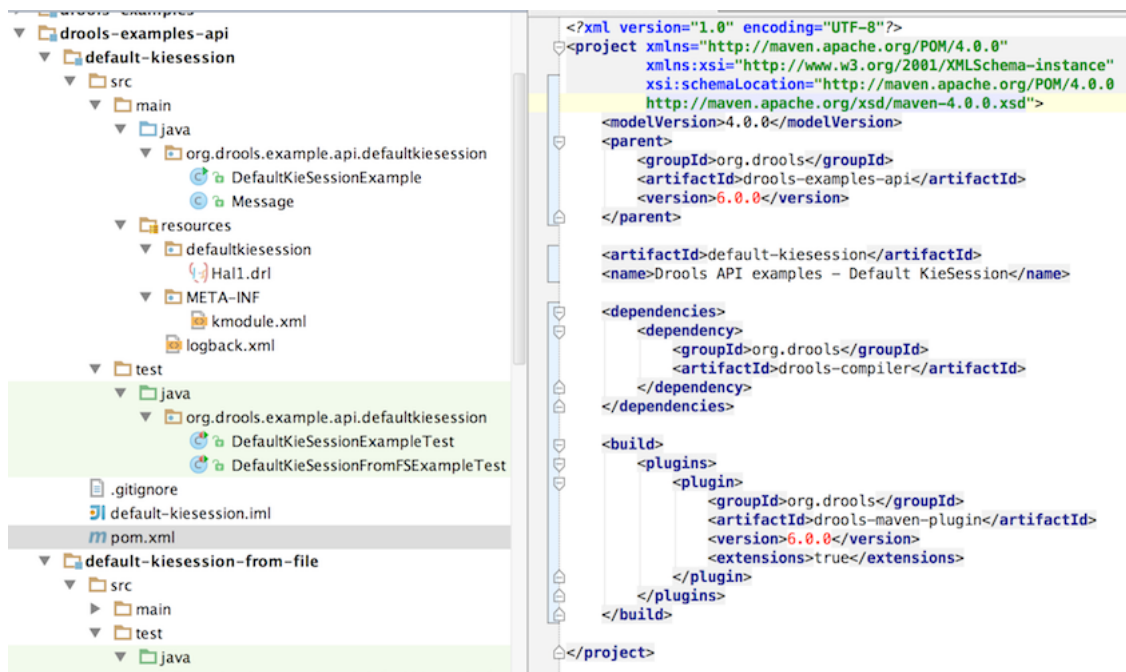 drools-examples
drools-examples-api
default-kiesession
src
main
java
org.drools.example.api.defaultkiesession
DefaultKieSessionExample
Message
resources
defaultkiesession
Hal1.drl
META-INF
kmodule.xml
logback.xml
test
java
org.drools.example.api.defaultkiesession
DefaultKieSessionExampleTest
DefaultKieSessionFromFSExampleTest
.gitignore
default-kiesession.iml
pom.xml
default-kiesession-from-file
src
main
test
java
<?xml version="1.0" encoding="UTF-8"?>
<project xmlns="http://maven.apache.org/POM/4.0.0"
xmlns:xsi="http://www.w3.org/2001/XMLSchema-instance"
xsi:schemaLocation="http://maven.apache.org/POM/4.0.0
http://maven.apache.org/xsd/maven-4.0.0.xsd">
<modelVersion>4.0.0</modelVersion>
<parent>
<groupId>org.drools</groupId>
<artifactId>drools-examples-api</artifactId>
<version>6.0.0</version>
</parent>
<artifactId>default-kiesession</artifactId>
<name>Drools API examples - Default KieSession</name>
<dependencies>
<dependency>
<groupId>org.drools</groupId>
<artifactId>drools-compiler</artifactId>
</dependency>
</dependencies>
<build>
<plugins>
<plugin>
<groupId>org.drools</groupId>
<artifactId>drools-maven-plugin</artifactId>
<version>6.0.0</version>
<extensions>true</extensions>
</plugin>
</plugins>
</build>
</project>